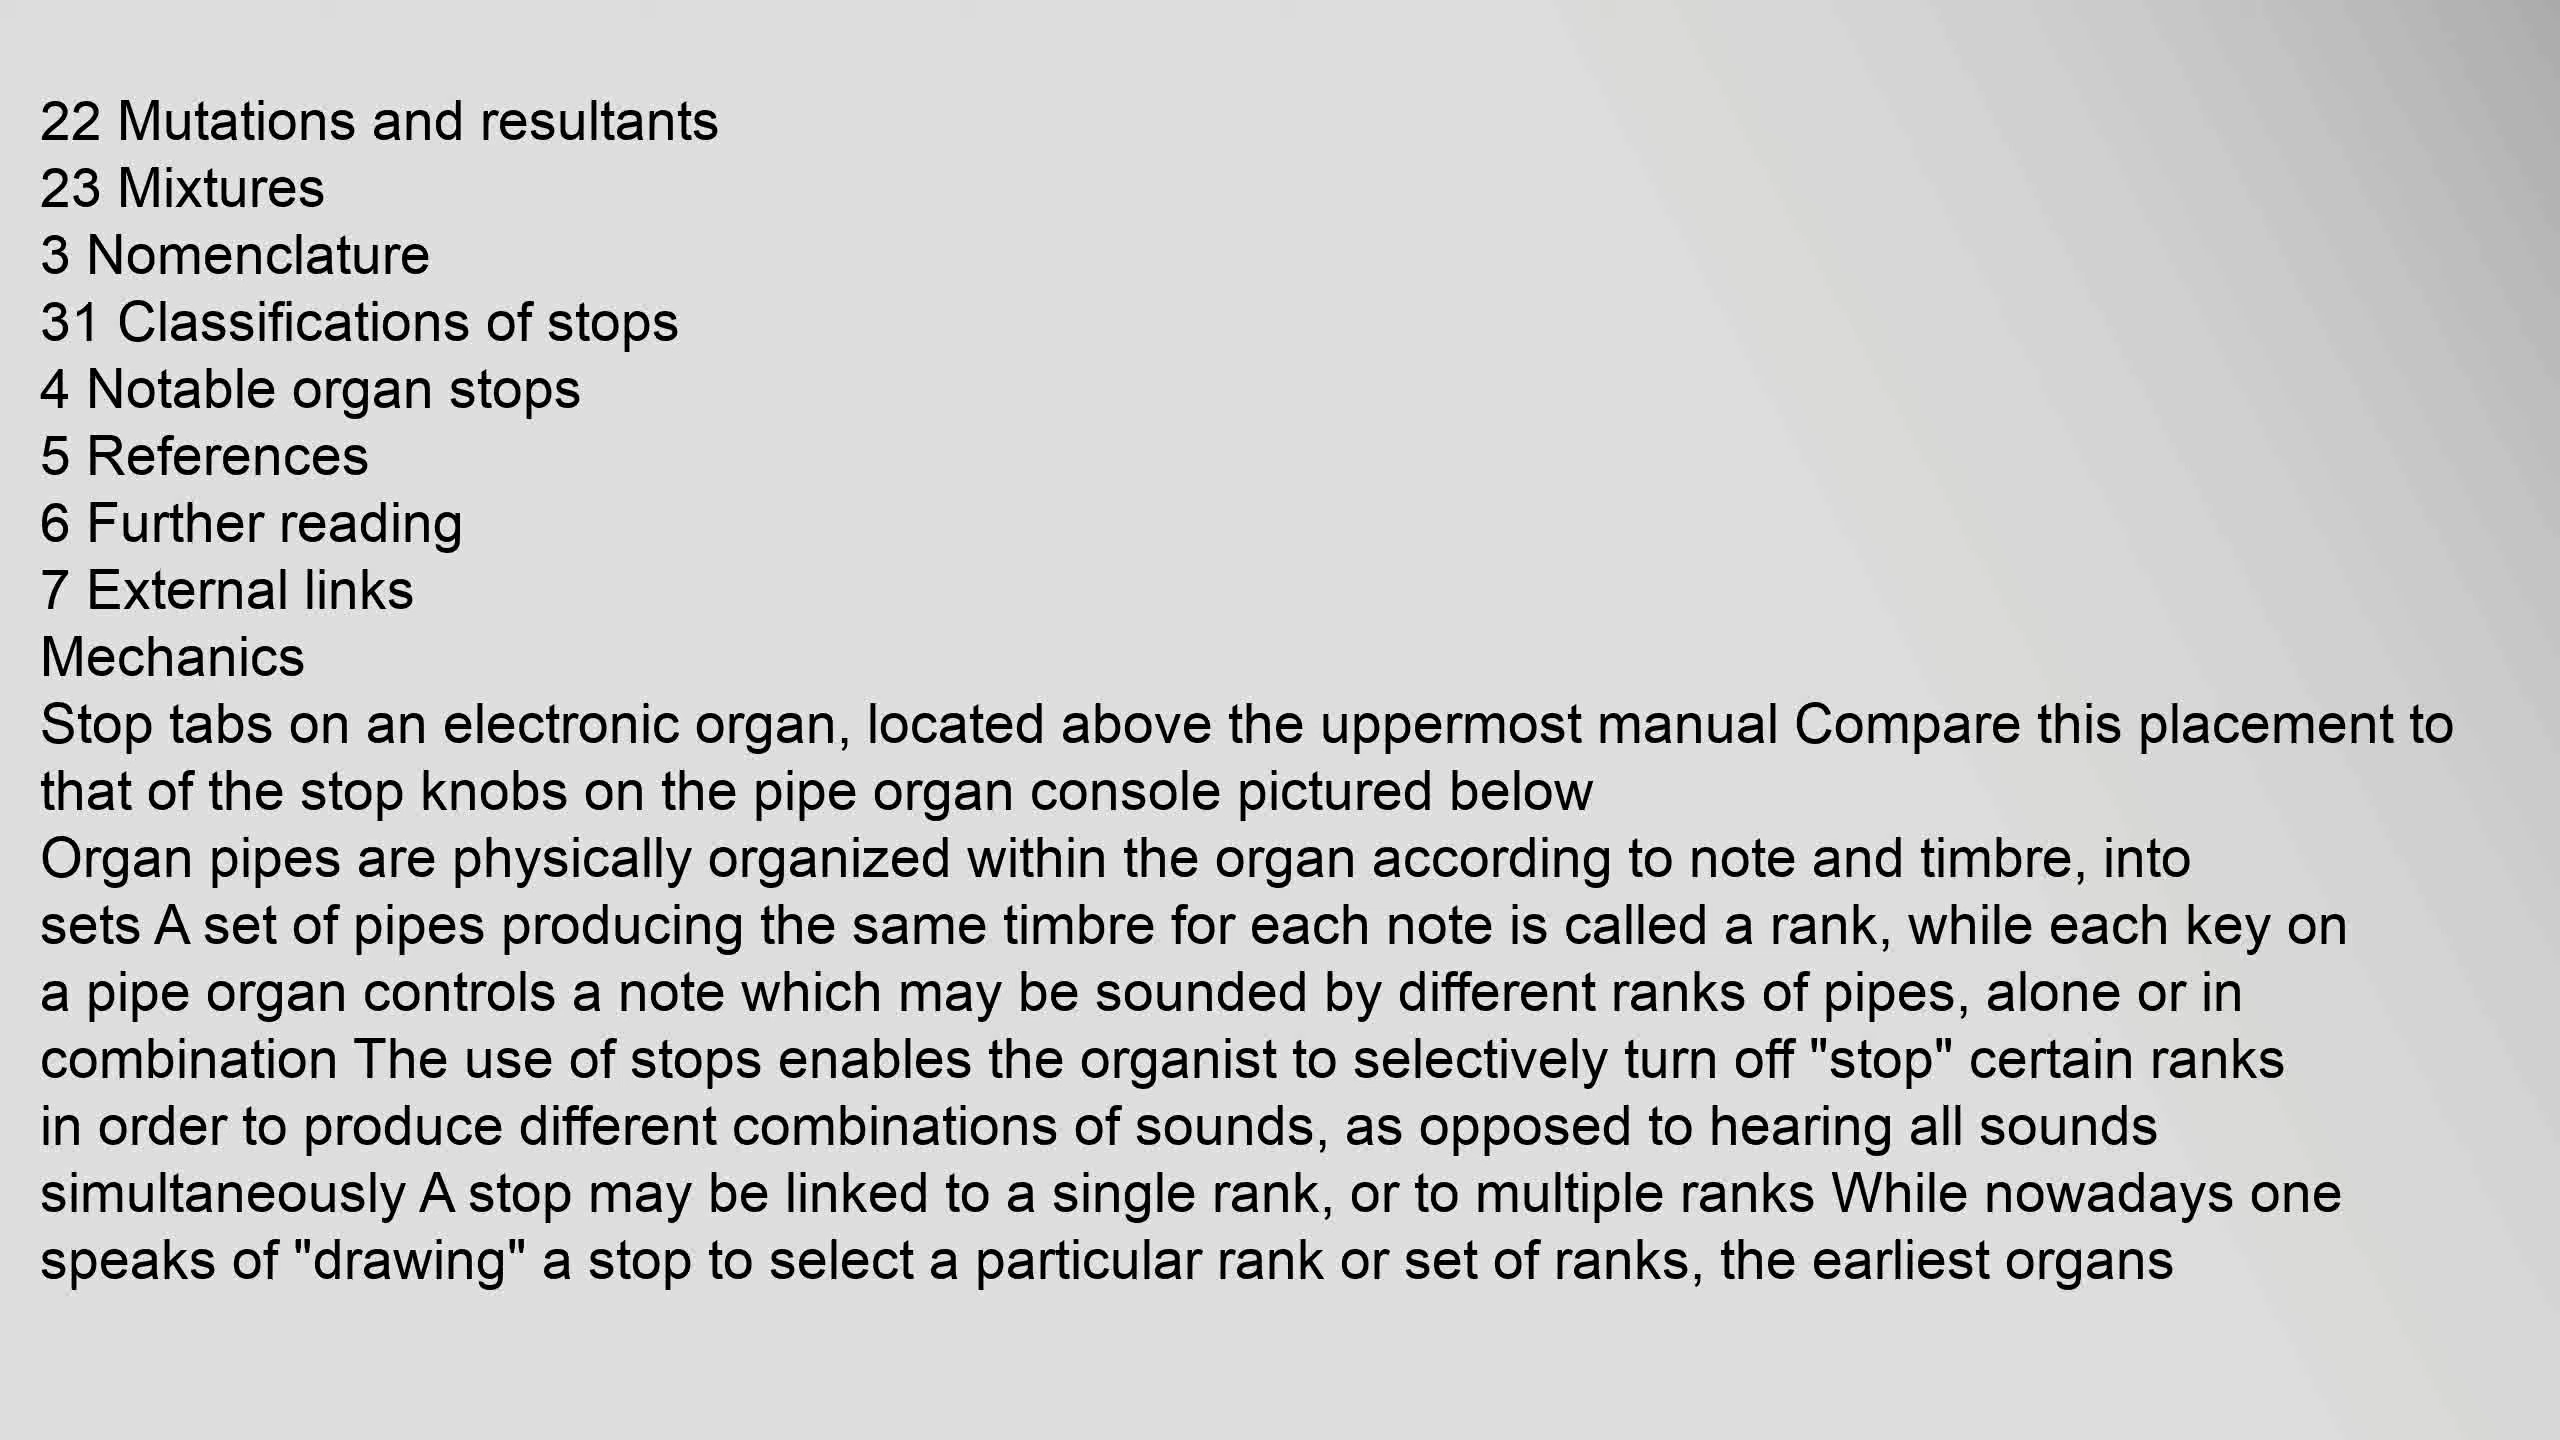 22 Mutations and resultants
23 Mixtures
3 Nomenclature
31 Classifications of stops
4 Notable organ stops
5 References
6 Further reading
7 External links
Mechanics
Stop tabs on an electronic organ, located above the uppermost manual Compare this placement to
that of the stop knobs on the pipe organ console pictured below
Organ pipes are physically organized within the organ according to note and timbre, into
sets A set of pipes producing the same timbre for each note is called a rank, while each key on
a pipe organ controls a note which may be sounded by different ranks of pipes, alone or in
combination The use of stops enables the organist to selectively turn off "stop" certain ranks
in order to produce different combinations of sounds, as opposed to hearing all sounds
simultaneously A stop may be linked to a single rank, or to multiple ranks While nowadays one
speaks of "drawing" a stop to select a particular rank or set of ranks, the earliest organs